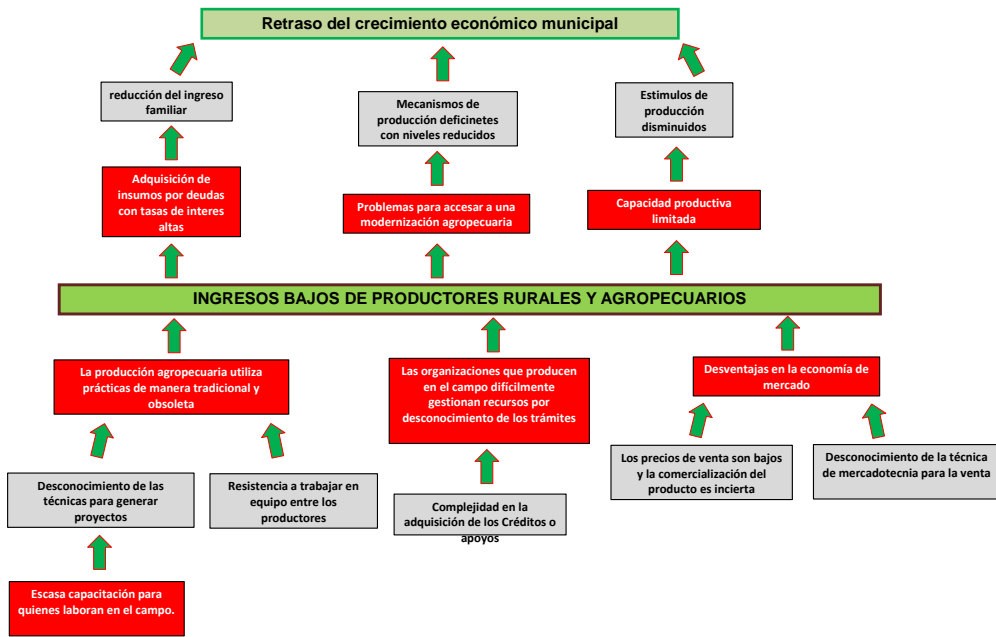 Retraso del crecimiento económico municipal
reducción del ingreso
familiar
Mecanismos de
producción deficinetes
con niveles reducidos
Estimulos de
producción
disminuidos
Adquisición de
insumos por deudas
con tasas de interes
altas
Problemas para accesar a una
modernización agropecuaria
Capacidad productiva
limitada
INGRESOS BAJOS DE PRODUCTORES RURALES Y AGROPECUARIOS
La producción agropecuaria utiliza
prácticas de manera tradicional y
obsoleta
Las organizaciones que producen
en el campo difícilmente
gestionan recursos por
desconocimiento de los trámites
Desventajas en la economía de
mercado
Desconocimiento de las
técnicas para generar
proyectos
Resistencia a trabajar en
equipo entre los
productores
Complejidad en la
adquisición de los Créditos o
apoyos
Los precios de venta son bajos
y la comercialización del
producto es incierta
Desconocimiento de la técnica
de mercadotecnia para la venta
Escasa capacitación para
quienes laboran en el campo.